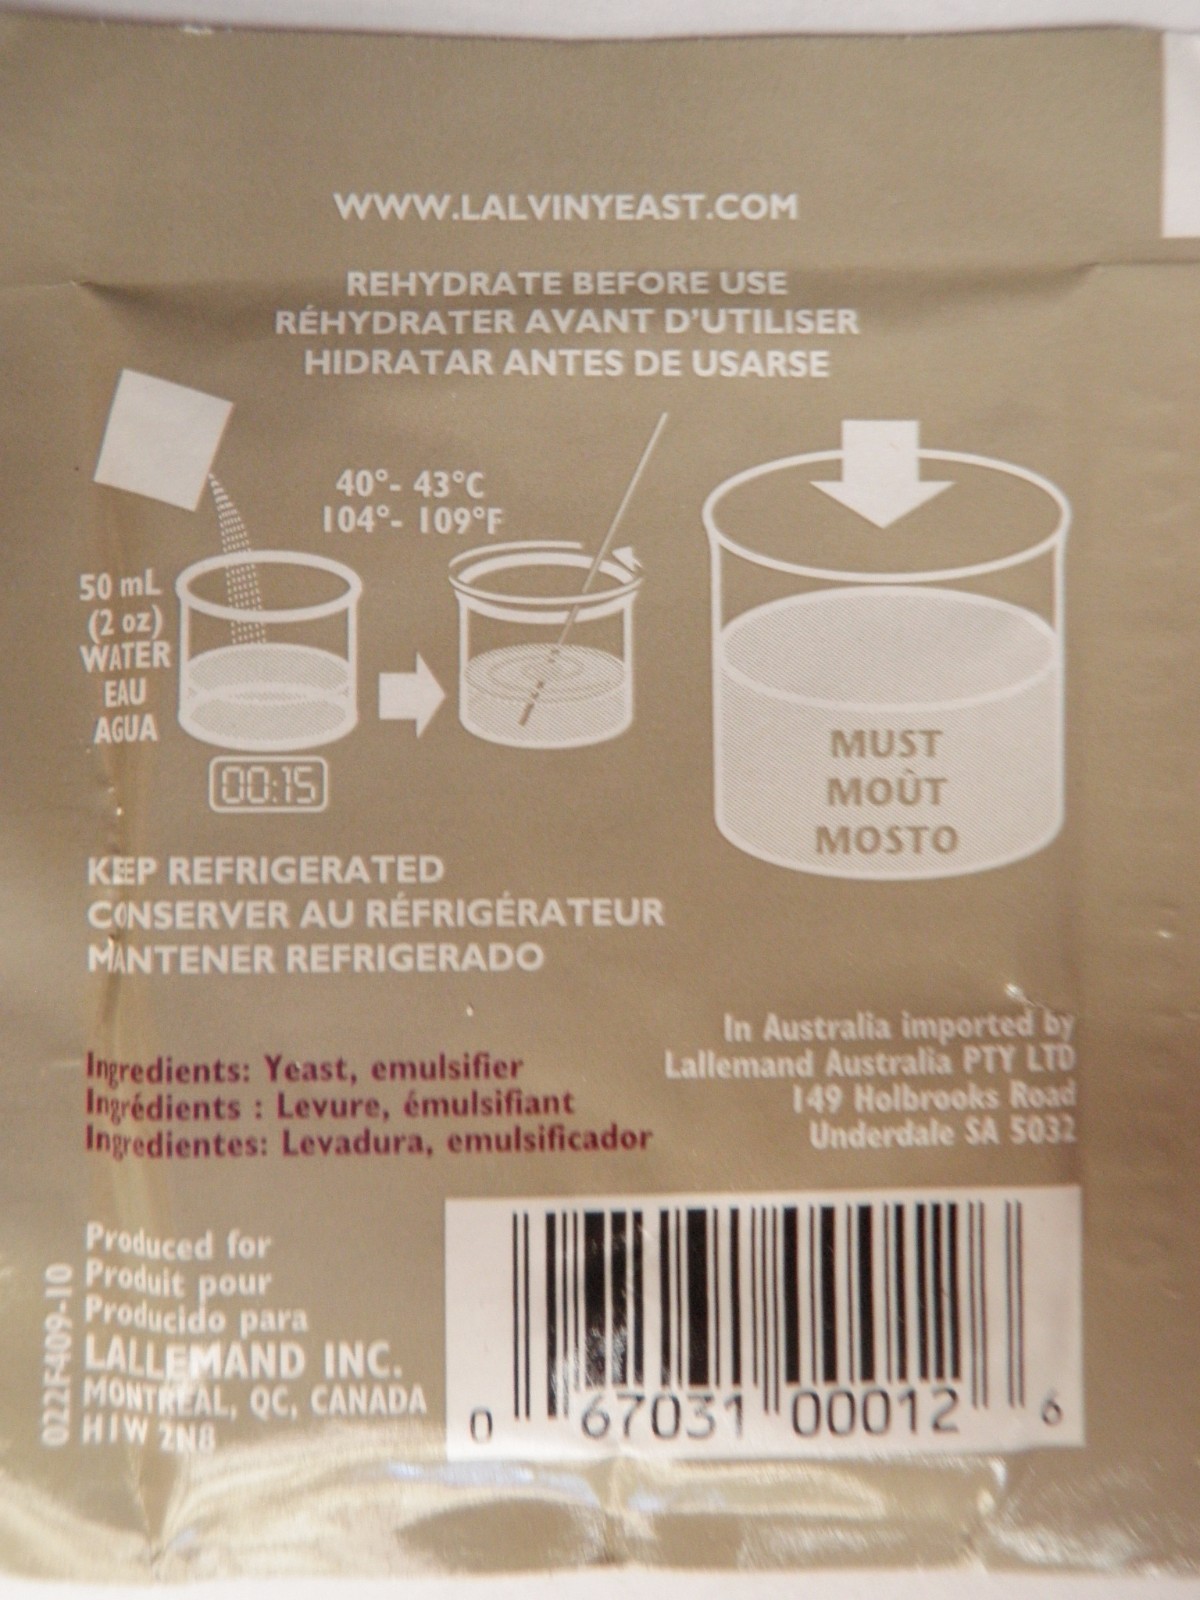 WWW.LALVINYEAST.COM
REHYDRATE BEFORE USE
RÉHYDRATER AVANT D'UTILISER
HIDRATAR ANTES DE USARSE
40°- 43°C
104°- 109°F
50 mL
(2 oz)
WATER
EAU
AGUA
00:15
MUST
MOÛT
MOSTO
KEEP REFRIGERATED
CONSERVER AU RÉFRIGÉRATEUR
MANTENER REFRIGERADO
In Australia imported by
Lallemand Australia PTY LTD
149 Holbrooks Road
Underdale SA 5032
Ingredients: Yeast, emulsifier
Ingrédients : Levure, émulsifiant
Ingredientes: Levadura, emulsificador
Produced for
Produit pour
Producido para
LALLEMAND INC.
MONTRÉAL, QC, CANADA
H1W 2N8
022F409-10
0 67031 00012 6